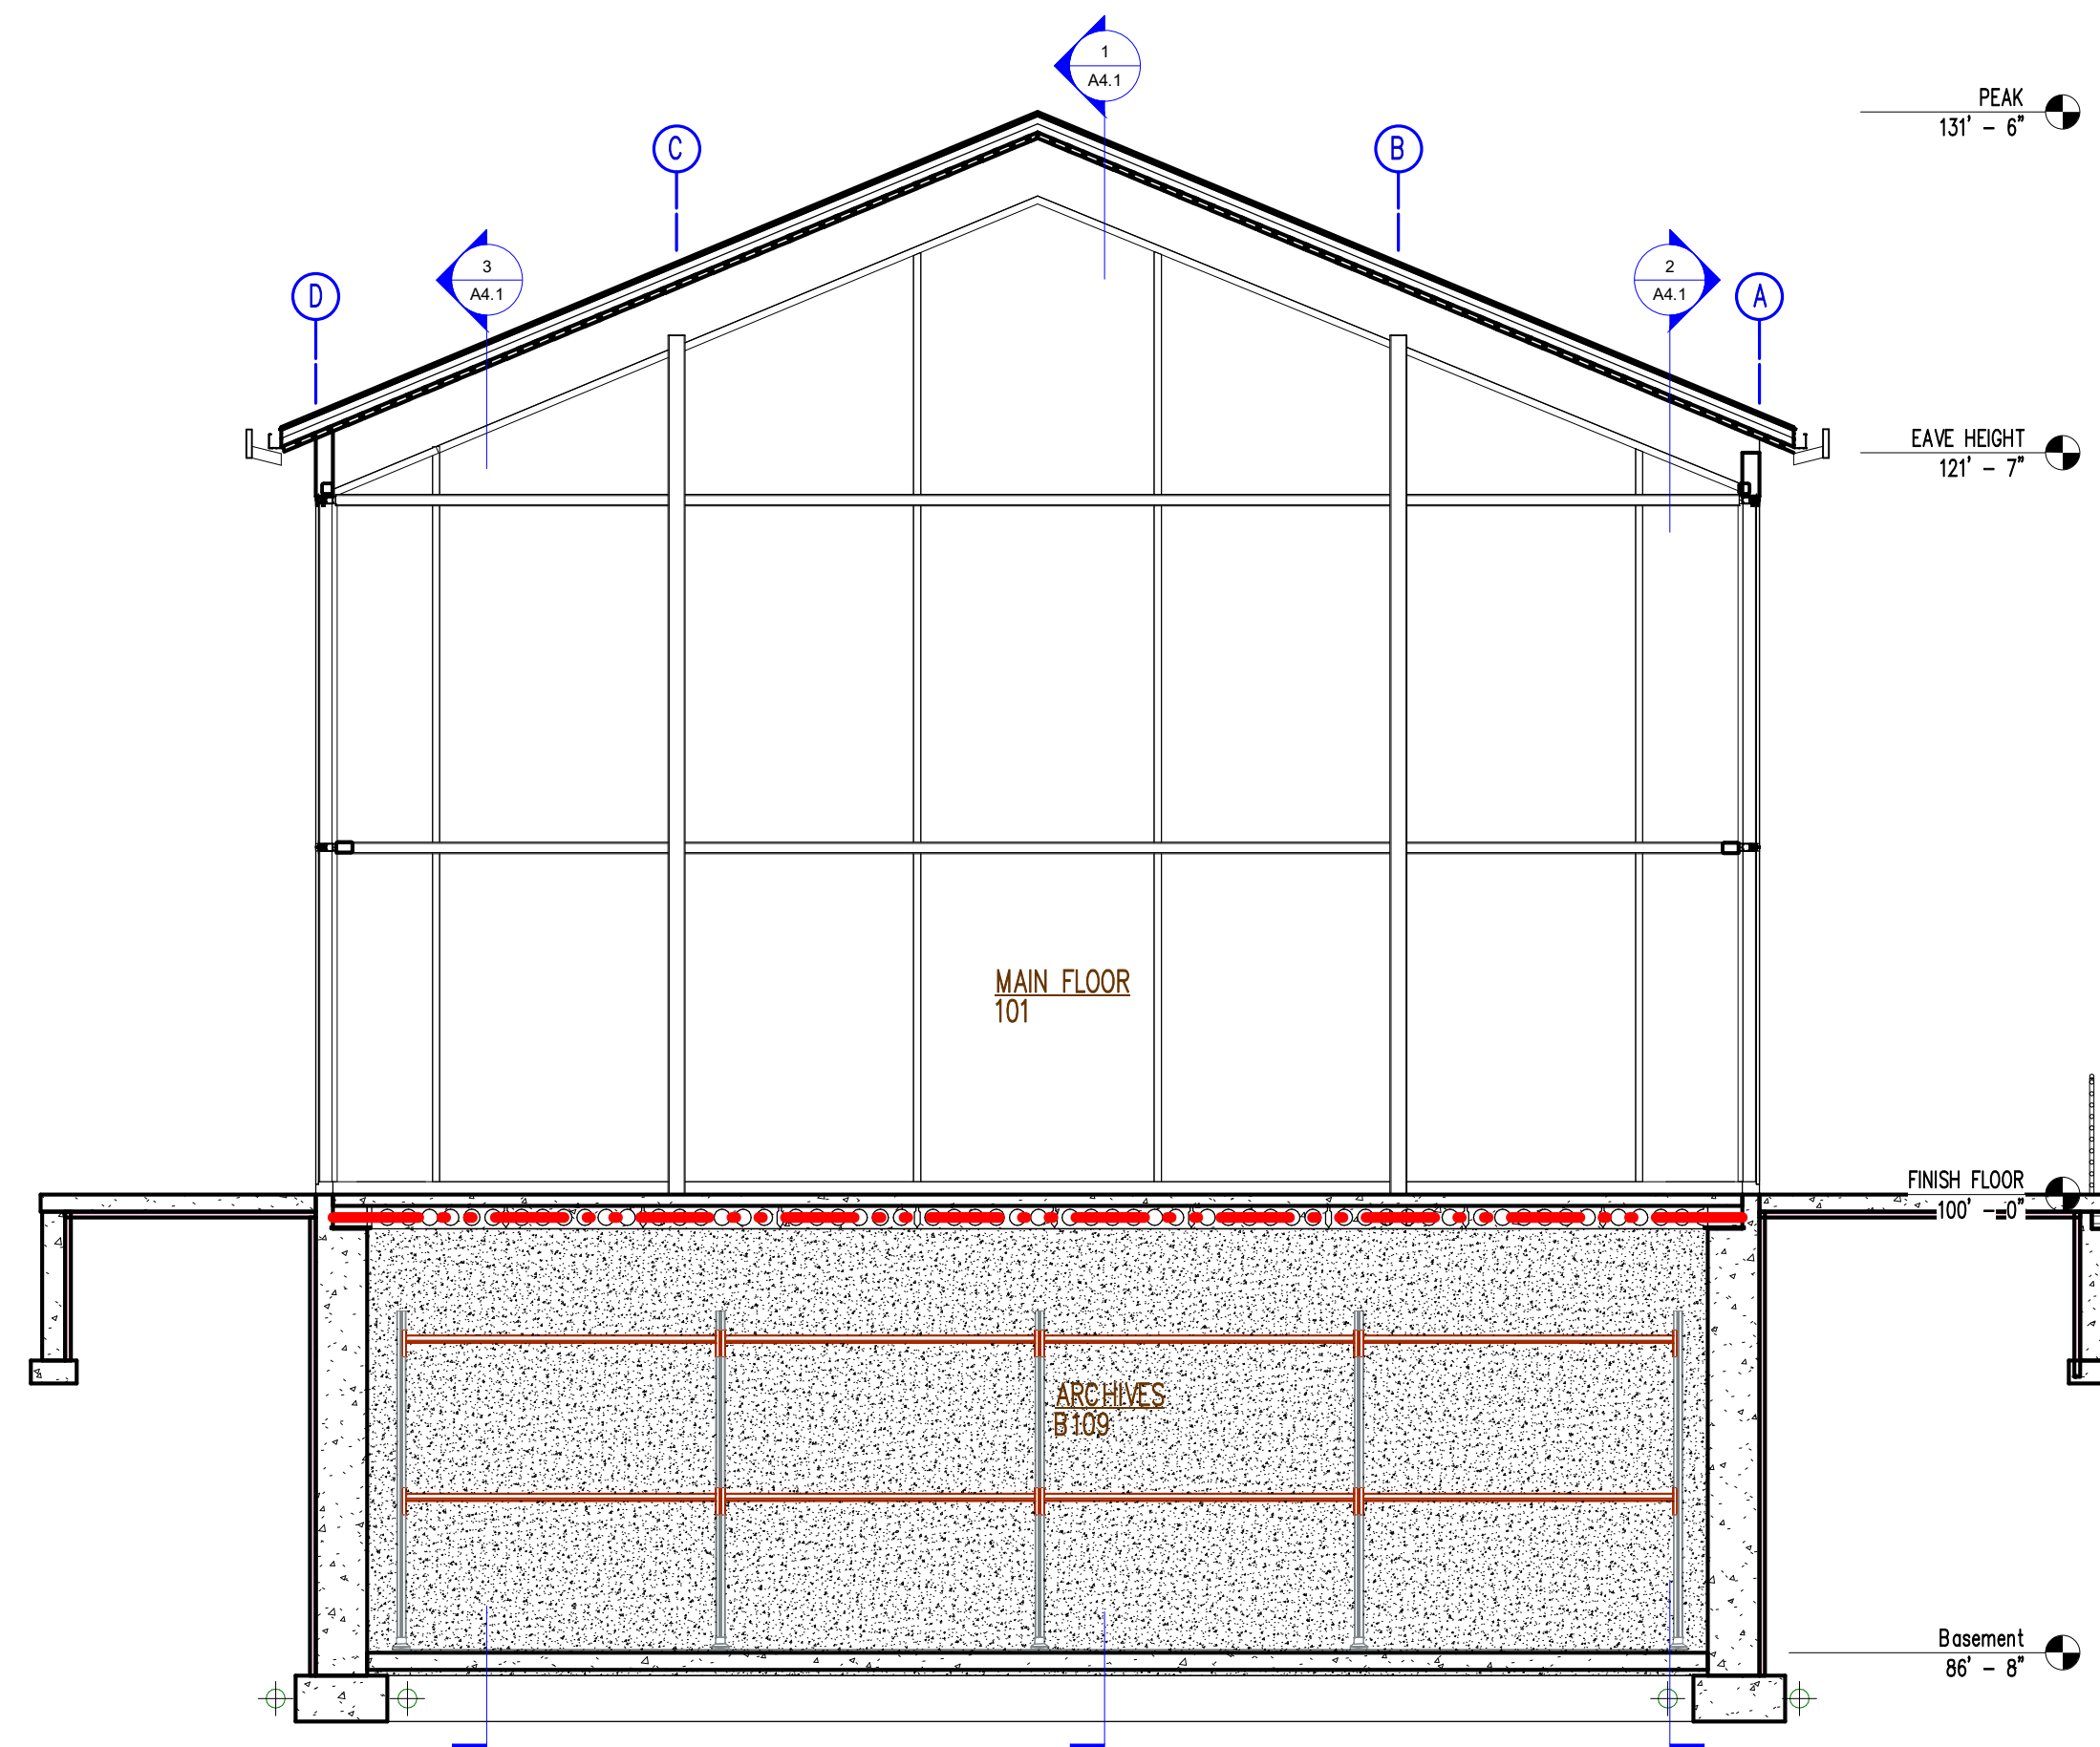 1
A4.1
PEAK
131' - 6"
C
B
3
A4.1
2
A4.1
D
A
EAVE HEIGHT
121' - 7"
MAIN FLOOR
101
FINISH FLOOR
100' - 0"
ARCHIVES
B109
Basement
86' - 8"